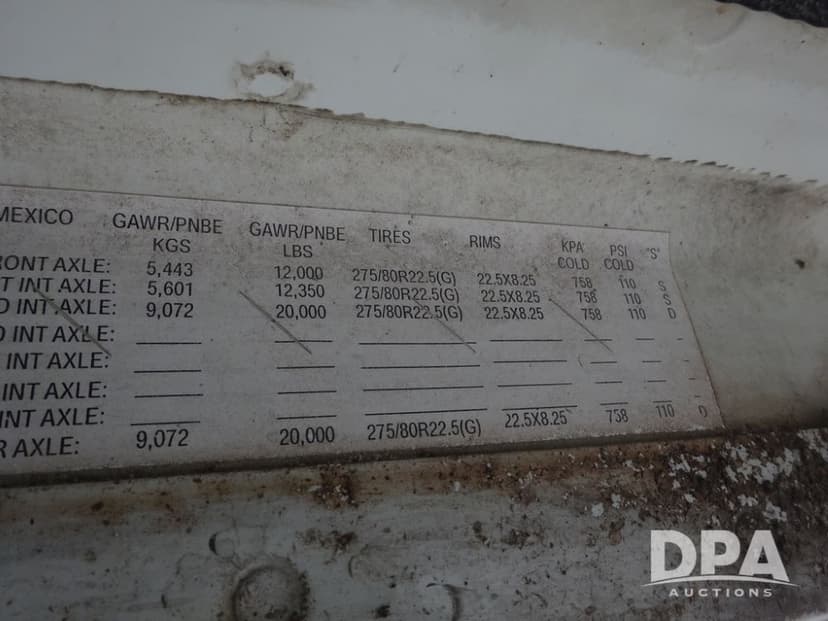 MEXICO GAWR/PNBE KGS GAWR/PNBE LBS TIRES RIMS KPA COLD PSI COLD "S"
RONT AXLE: 5,443 12,000 275/80R22.5(G) 22.5X8.25 758 110 S
T INT AXLE: 5,601 12,350 275/80R22.5(G) 22.5X8.25 758 110 S
D INT AXLE: 9,072 20,000 275/80R22.5(G) 22.5X8.25 758 110 D
D INT AXLE:
INT AXLE:
INT AXLE:
INT AXLE:
R AXLE: 9,072 20,000 275/80R22.5(G) 22.5X8.25 758 110 D
DPA
AUCTIONS